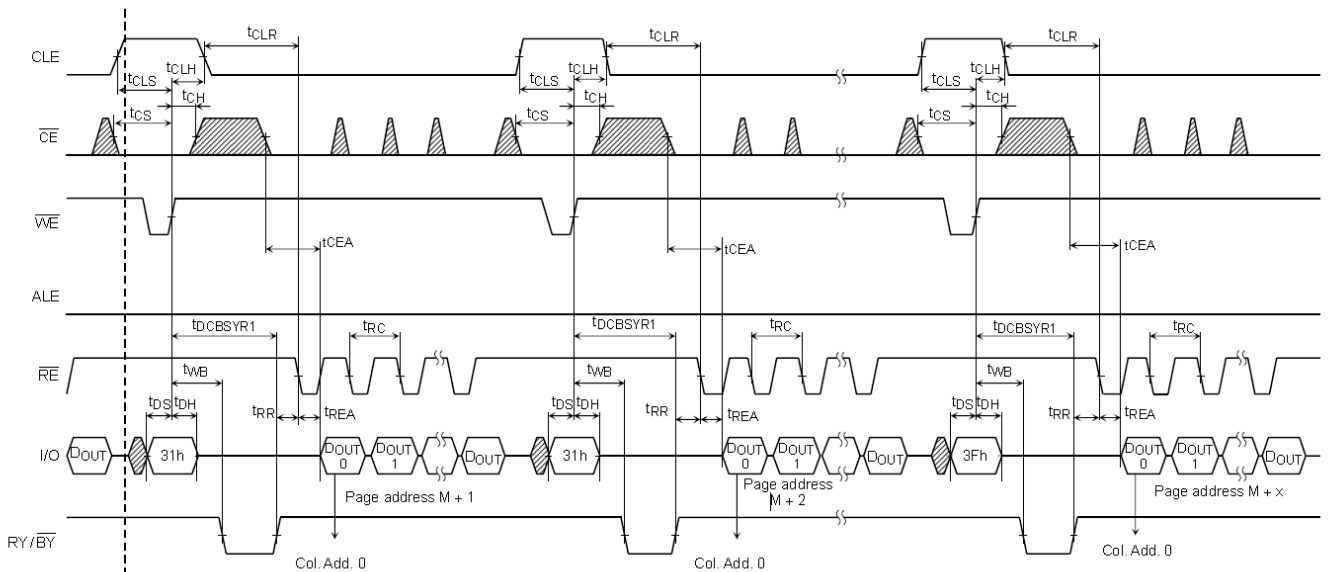 CLE
tCLR
tCLR
tCLR
tCLH
tCLH
tCLH
tCLS
tCLS
tCLS
tCH
tCH
tCH
tCS
tCS
tCS
CE
WE
tCEA
tCEA
tCEA
ALE
tDCBSYR1
tDCBSYR1
tDCBSYR1
tRC
tRC
tRC
RE
tWB
tWB
tWB
tDS tDH
tDS tDH
tDS tDH
tRR tREA
tRR tREA
tRR tREA
I/O
DOUT 31h DOUT 0 DOUT 1 DOUT 31h DOUT 0 DOUT 1 DOUT 3Fh DOUT 0 DOUT 1 DOUT
Page address M + 1
Page address
M + 2
Page address M + x
RY/BY
Col. Add. 0
Col. Add. 0
Col. Add. 0